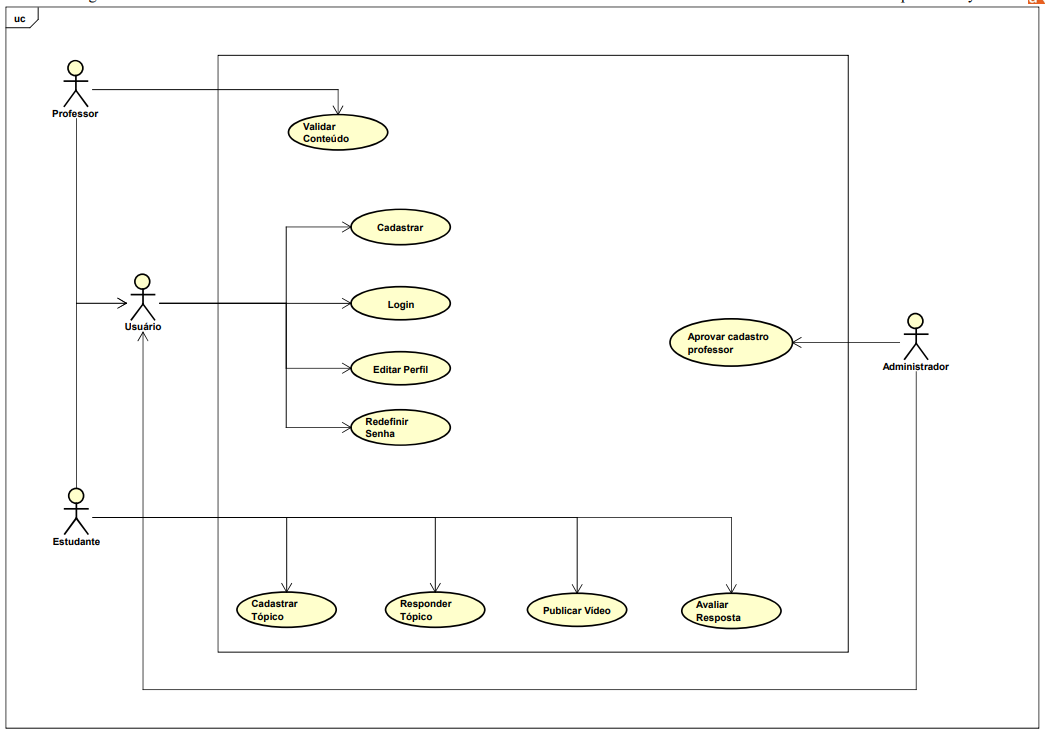 uc
Professor
Validar
Conteúdo
Cadastrar
Login
Usuário
Aprovar cadastro
professor
Administrador
Editar Perfil
Redefinir
Senha
Estudante
Cadastrar
Tópico
Responder
Tópico
Publicar Vídeo
Avaliar
Resposta